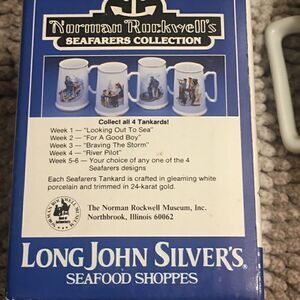 Norman Rockwell's
SEAFARERS COLLECTION
Collect all 4 Tankards!
Week 1 — "Looking Out To Sea"
Week 2 — "For A Good Boy"
Week 3 — "Braving The Storm"
Week 4 — "River Pilot"
Week 5-6 — Your choice of any one of the 4
Seafarers designs
Each Seafarers Tankard is crafted in gleaming white
porcelain and trimmed in 24-karat gold.
The Norman Rockwell Museum, Inc.
Northbrook, Illinois 60062
LONG JOHN SILVER'S®
SEAFOOD SHOPPES